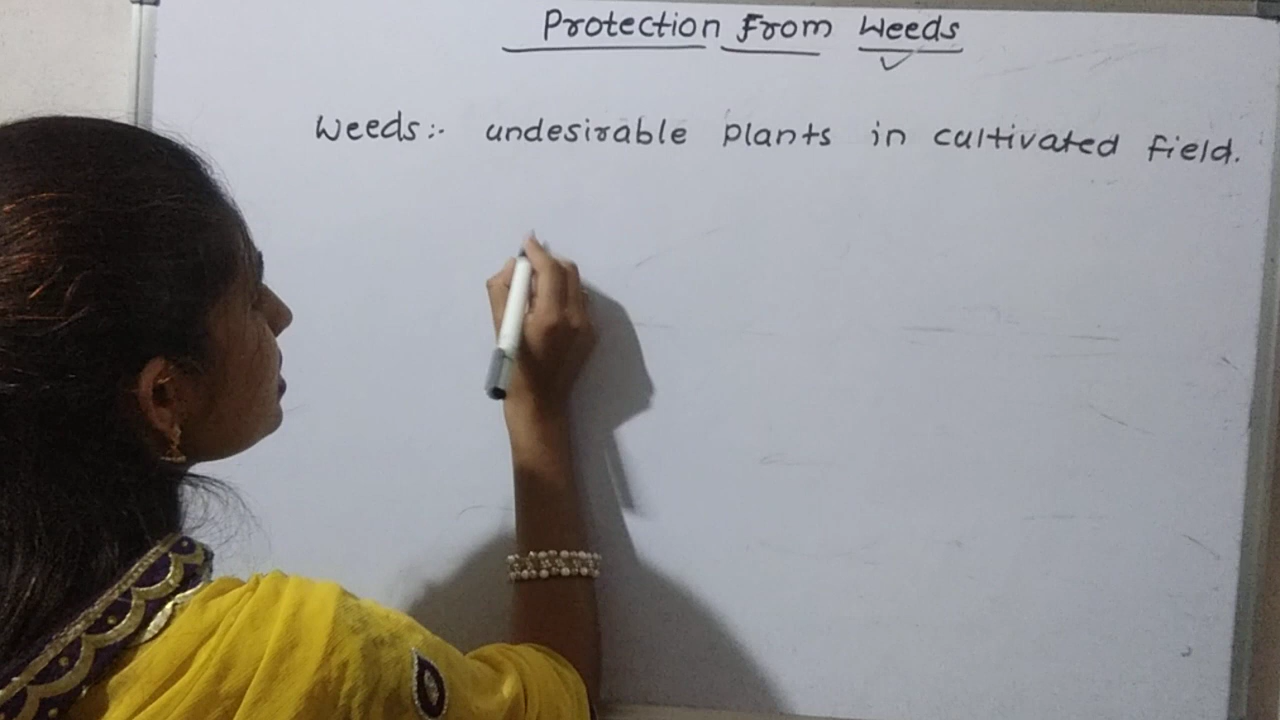 Protection From Weeds
Weeds:- undesirable plants in cultivated field.